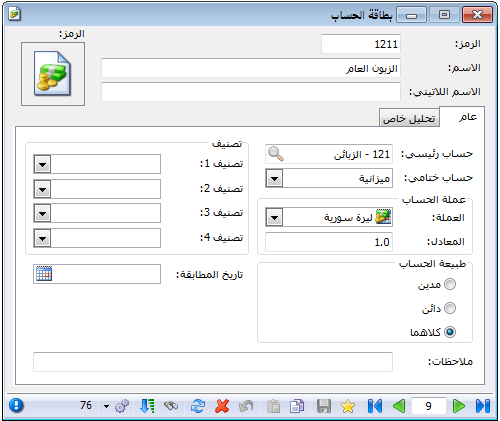 بطاقة الحساب
الرمز: 1211
الرمز:
الاسم: الزبون العام
الاسم اللاتيني:
عام
تحليل خاص
حساب رئيسي: 121 - الزبائن
حساب ختامي: ميزانية
عملة الحساب
العملة: ليرة سورية
المعادل: 1.0
طبيعة الحساب
مدين
دائن
كلاهما
تصنيف
تصنيف 1:
تصنيف 2:
تصنيف 3:
تصنيف 4:
تاريخ المطابقة:
ملاحظات:
9
76